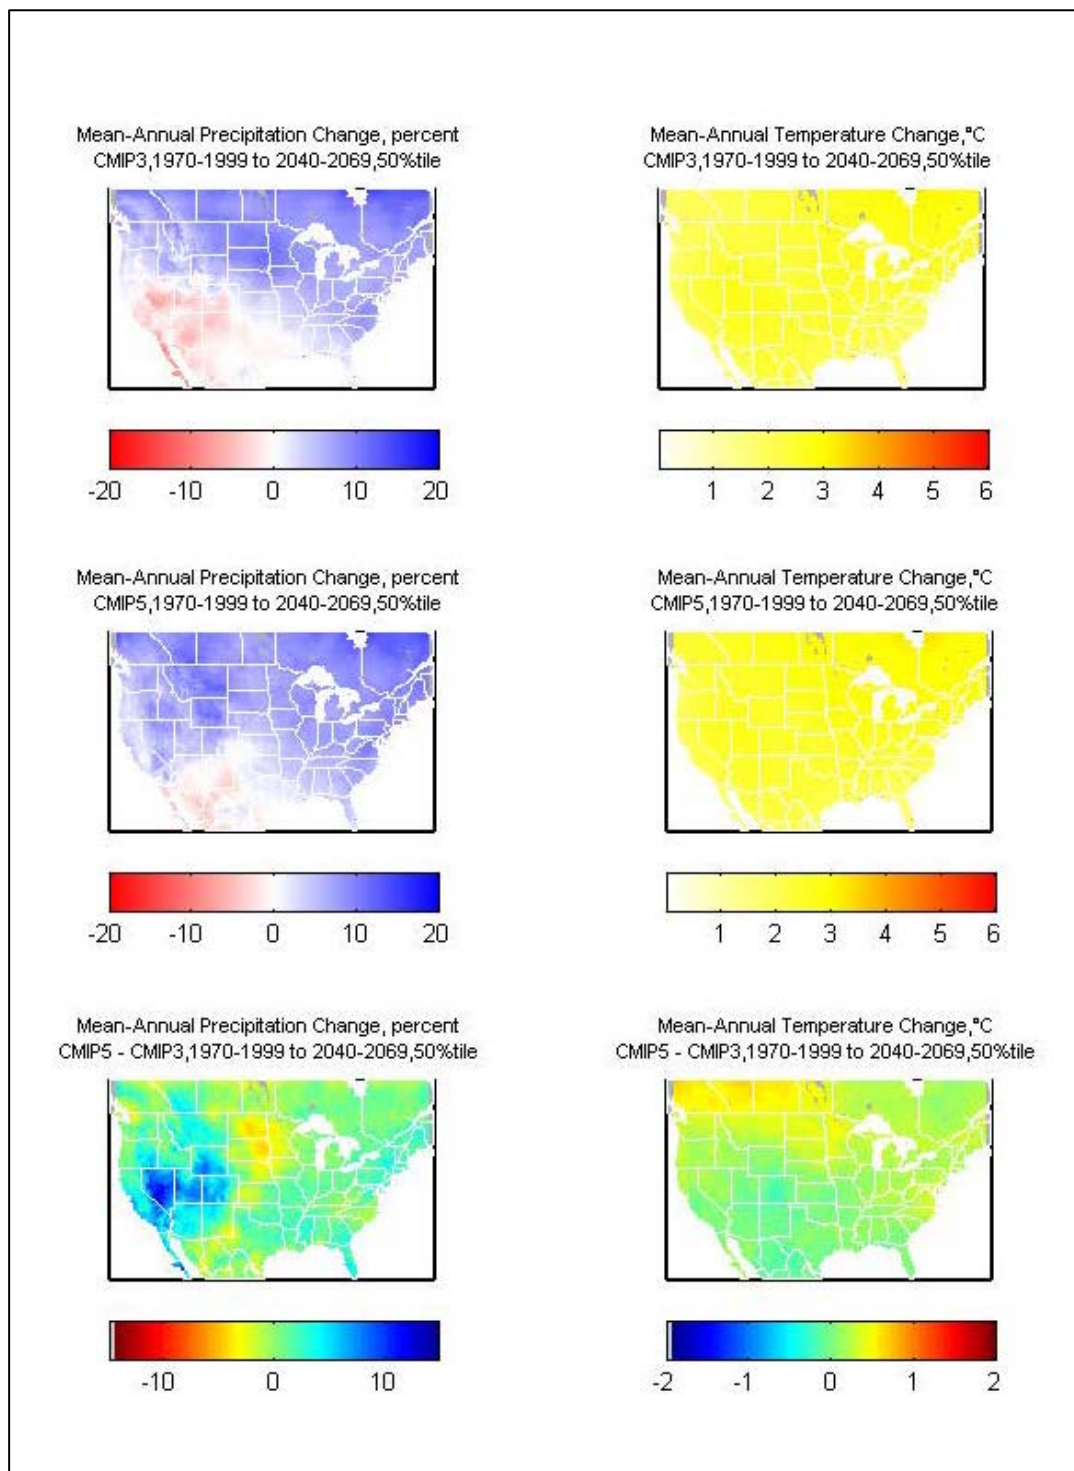 Mean-Annual Precipitation Change, percent
CMIP3,1970-1999 to 2040-2069,50%tile
-20 -10 0 10 20
Mean-Annual Temperature Change,°C
CMIP3,1970-1999 to 2040-2069,50%tile
1 2 3 4 5 6
Mean-Annual Precipitation Change, percent
CMIP5,1970-1999 to 2040-2069,50%tile
-20 -10 0 10 20
Mean-Annual Temperature Change,°C
CMIP5,1970-1999 to 2040-2069,50%tile
1 2 3 4 5 6
Mean-Annual Precipitation Change, percent
CMIP5 - CMIP3,1970-1999 to 2040-2069,50%tile
-10 0 10
Mean-Annual Temperature Change,°C
CMIP5 - CMIP3,1970-1999 to 2040-2069,50%tile
-2 -1 0 1 2